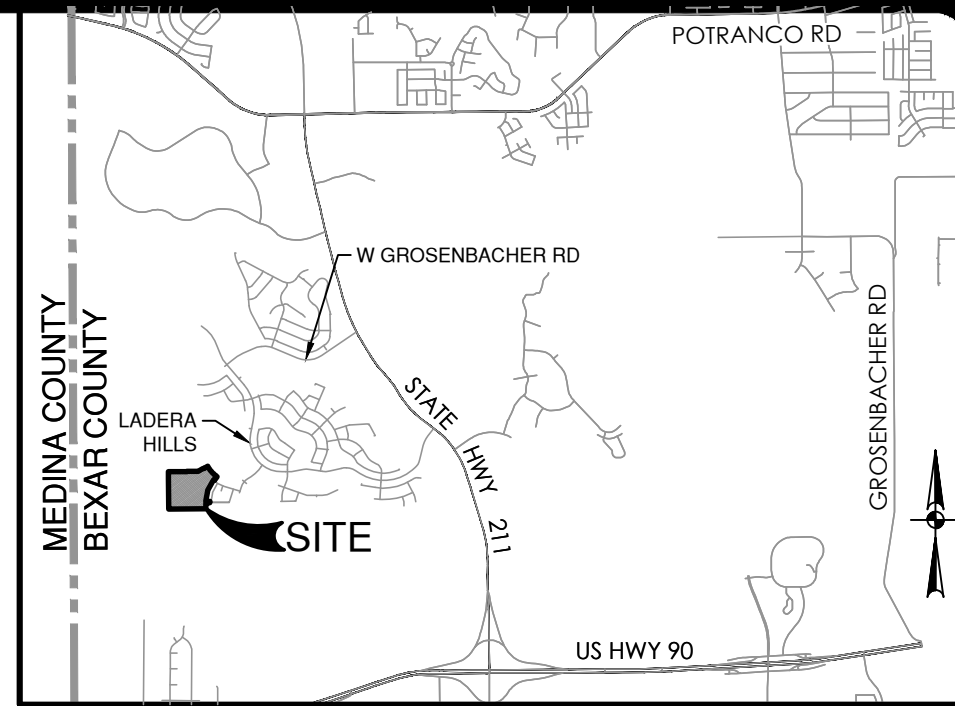 POTRANCO RD
W GROSENBACHER RD
MEDINA COUNTY
BEXAR COUNTY
GROSENBACHER RD
STATE HWY 211
LADERA
HILLS
SITE
US HWY 90